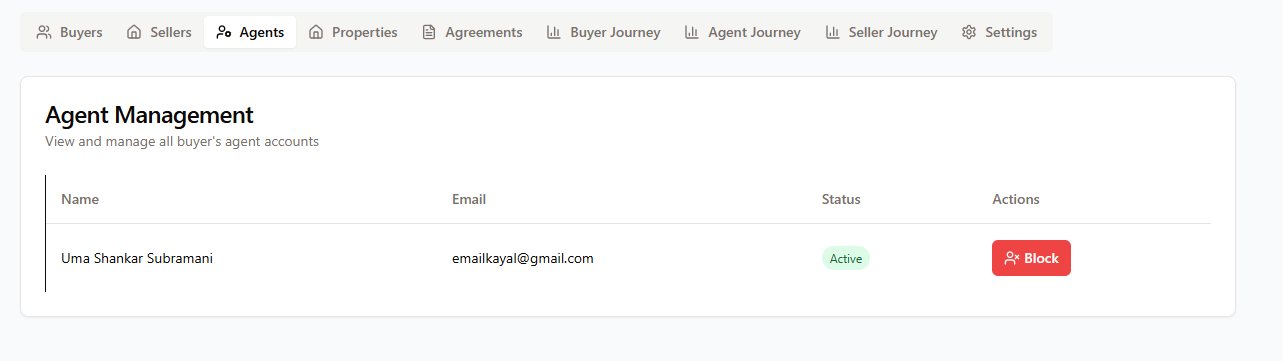 Buyers Sellers Agents Properties Agreements Buyer Journey Agent Journey Seller Journey Settings
Agent Management
View and manage all buyer's agent accounts
Name Email Status Actions
Uma Shankar Subramani emailkayal@gmail.com Active Block